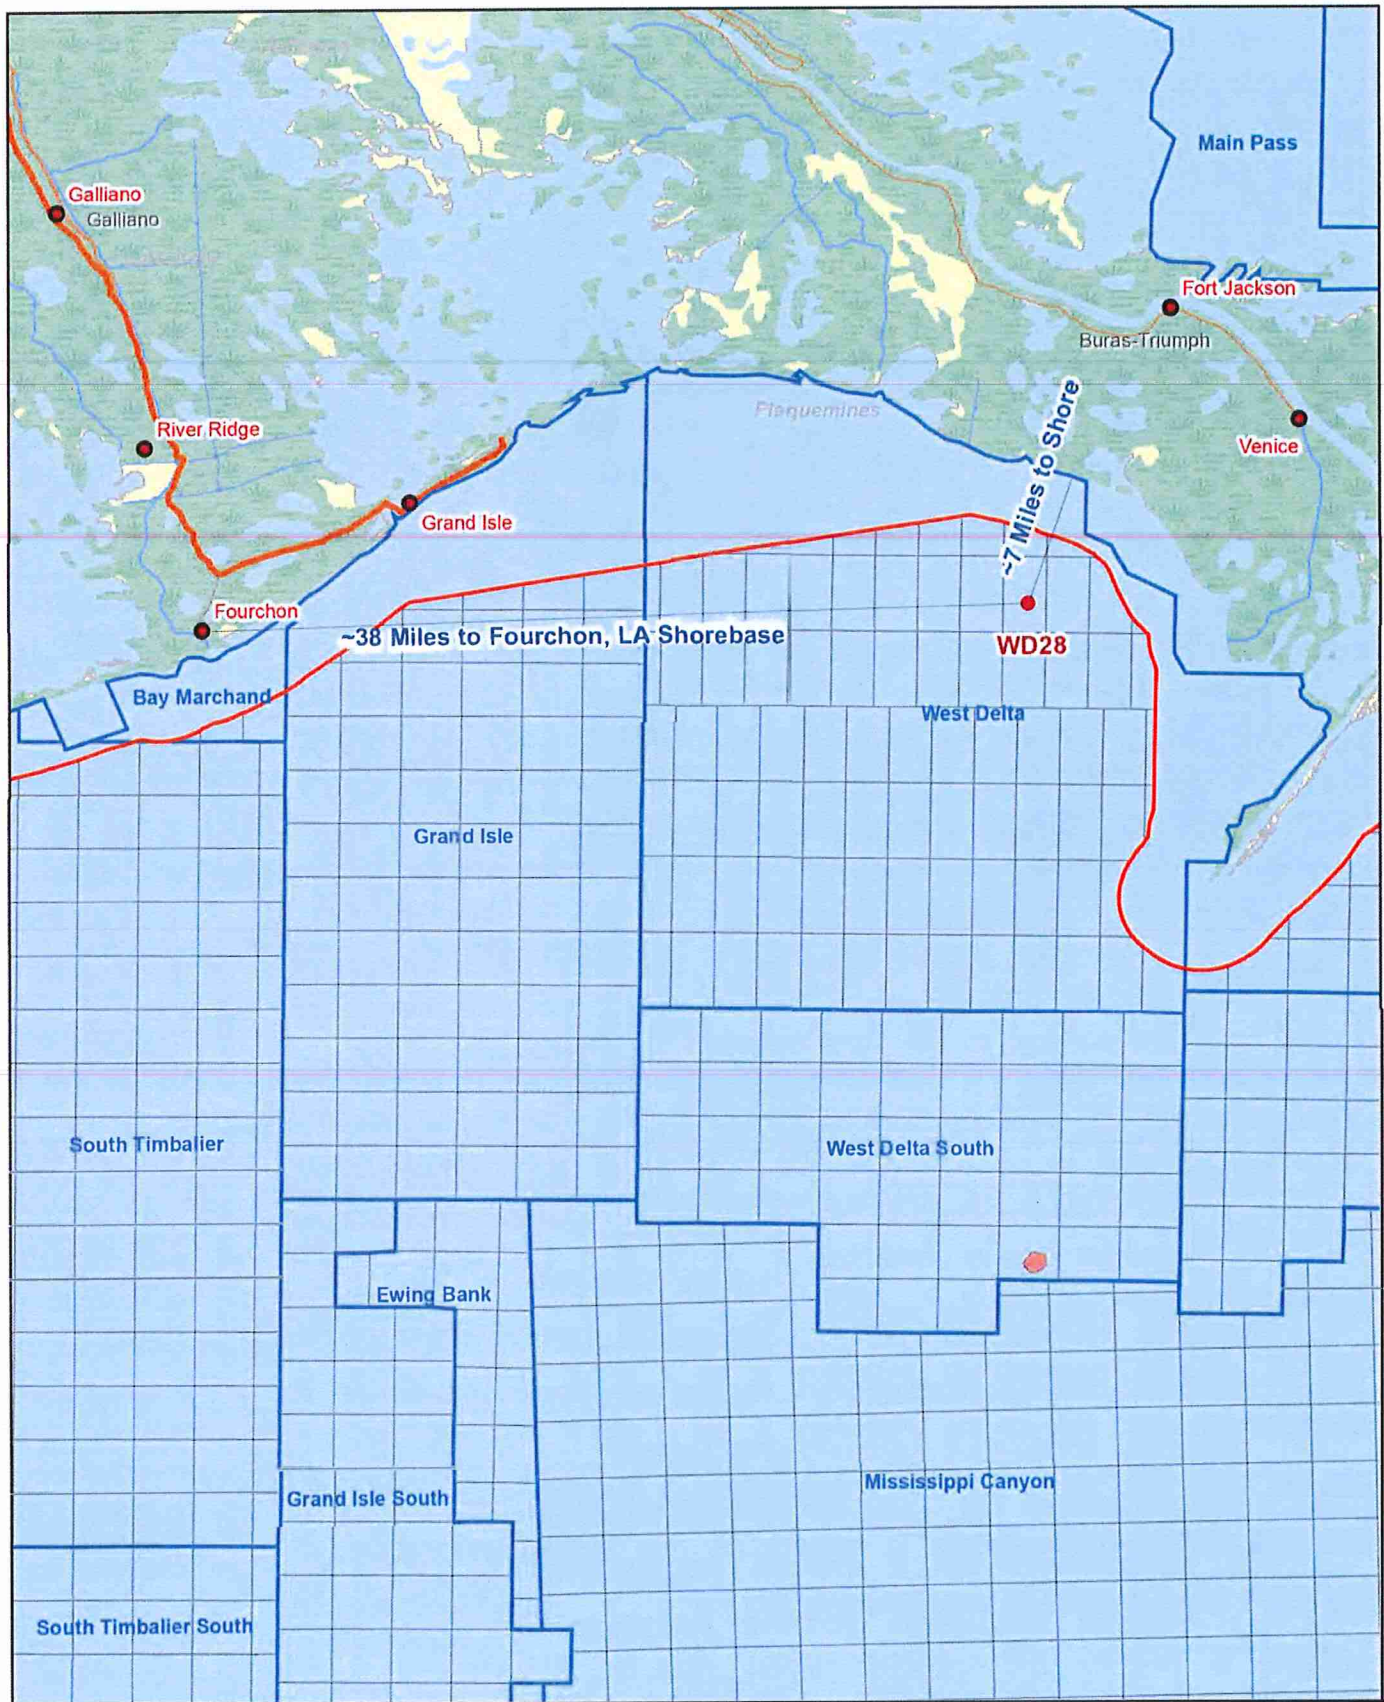 Main Pass
Galliano
Galliano
Fort Jackson
Buras-Triumph
Plaquemines
~7 Miles to Shore
River Ridge
Venice
Grand Isle
Fourchon
~38 Miles to Fourchon, LA Shorebase
WD28
Bay Marchand
West Delta
Grand Isle
South Timbalier
West Delta South
Ewing Bank
Mississippi Canyon
Grand Isle South
South Timbalier South